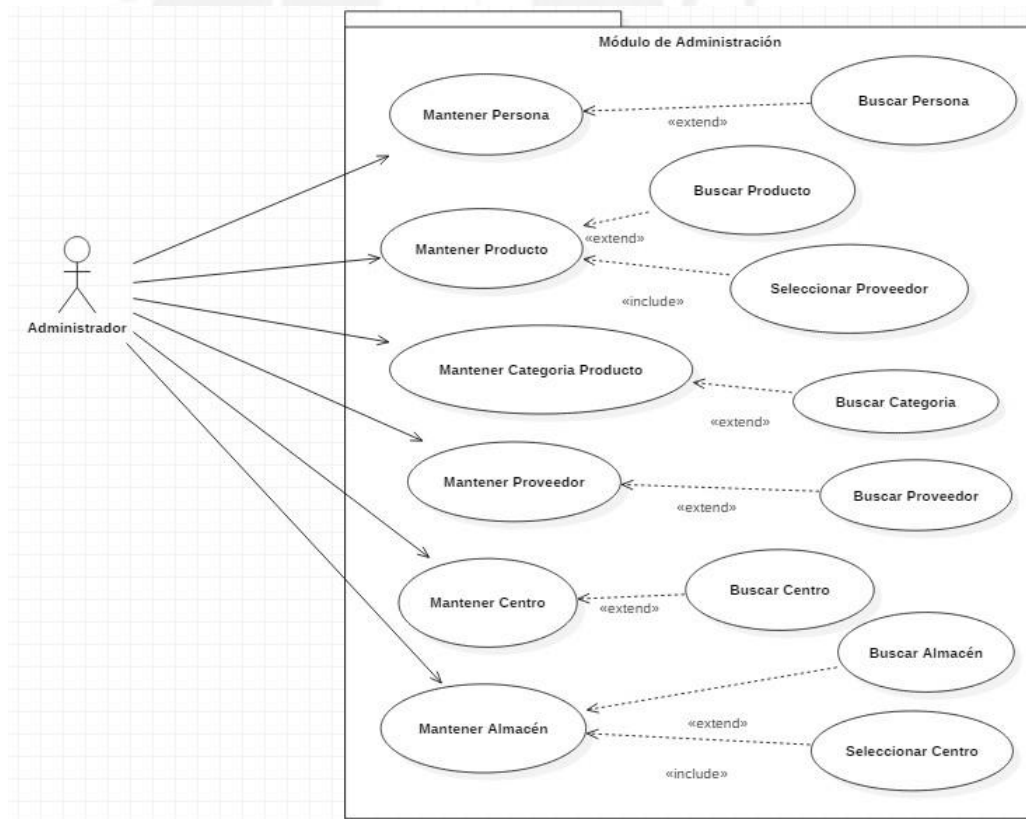 Módulo de Administración
Mantener Persona
«extend»
Buscar Persona
Mantener Producto
«extend»
Buscar Producto
«include»
Seleccionar Proveedor
Administrador
Mantener Categoria Producto
«extend»
Buscar Categoria
Mantener Proveedor
«extend»
Buscar Proveedor
Mantener Centro
«extend»
Buscar Centro
Buscar Almacén
Mantener Almacén
«extend»
«include»
Seleccionar Centro